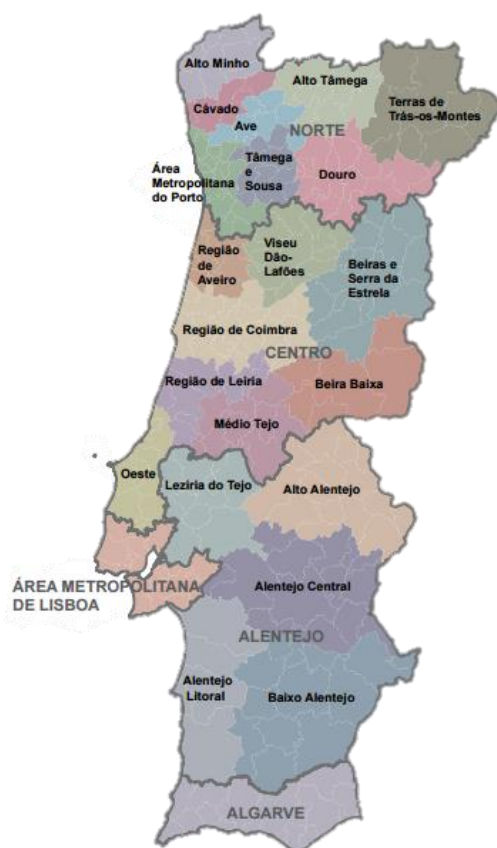 Alto Minho
Alto Tâmega
Terras de
Trás-os-Montes
Cávado
Ave
NORTE
Tâmega
e
Sousa
Douro
Área
Metropolitana
do Porto
Região
de
Aveiro
Viseu
Dão-
Lafões
Beiras e
Serra da
Estrela
Região de Coimbra
CENTRO
Região de Leiria
Beira Baixa
Médio Tejo
Oeste
Lezíria do Tejo
Alto Alentejo
ÁREA METROPOLITANA
DE LISBOA
Alentejo Central
ALENTEJO
Alentejo
Litoral
Baixo Alentejo
ALGARVE